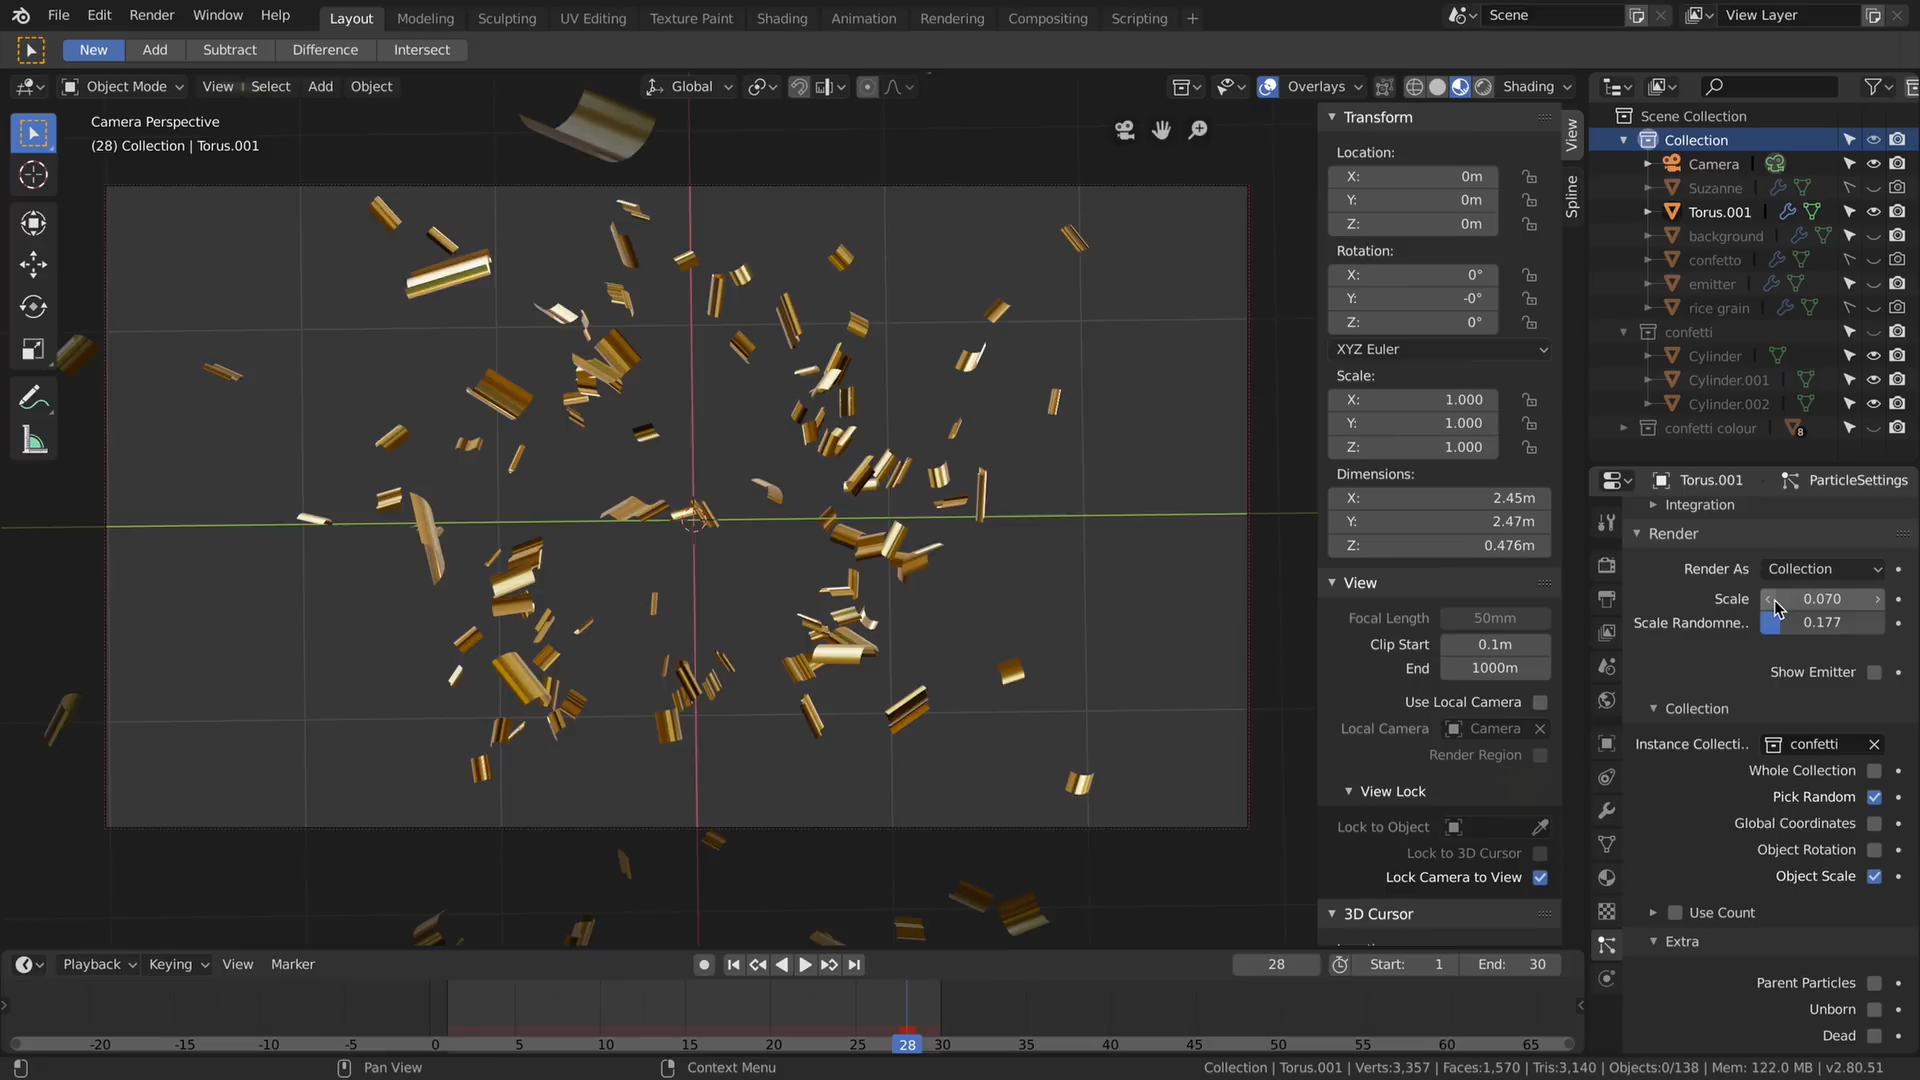 File Edit Render Window Help Layout Modeling Sculpting UV Editing Texture Paint Shading Animation Rendering Compositing Scripting + Scene View Layer
New Add Subtract Difference Intersect
Object Mode View Select Add Object Global Overlays Shading
Camera Perspective
(28) Collection | Torus.001
Transform
Location:
X: 0m
Y: 0m
Z: 0m
Rotation:
X: 0°
Y: -0°
Z: 0°
XYZ Euler
Scale:
X: 1.000
Y: 1.000
Z: 1.000
Dimensions:
X: 2.45m
Y: 2.47m
Z: 0.476m
View
Focal Length 50mm
Clip Start 0.1m
End 1000m
Use Local Camera
Local Camera Camera
Render Region
View Lock
Lock to Object
Lock to 3D Cursor
Lock Camera to View
3D Cursor
View
Spline
Scene Collection
Collection
Camera
Suzanne
Torus.001
background
confetto
emitter
rice grain
confetti
Cylinder
Cylinder.001
Cylinder.002
confetti colour 8
Torus.001 ParticleSettings
Integration
Render
Render As Collection
Scale 0.070
Scale Randomne.. 0.177
Show Emitter
Collection
Instance Collecti.. confetti
Whole Collection
Pick Random
Global Coordinates
Object Rotation
Object Scale
Use Count
Extra
Parent Particles
Unborn
Dead
Playback Keying View Marker 28 Start: 1 End: 30
-20 -15 -10 -5 0 5 10 15 20 25 28 30 35 40 45 50 55 60 65
Pan View Context Menu Collection | Torus.001 | Verts:3,357 | Faces:1,570 | Tris:3,140 | Objects:0/138 | Mem: 122.0 MB | v2.80.51